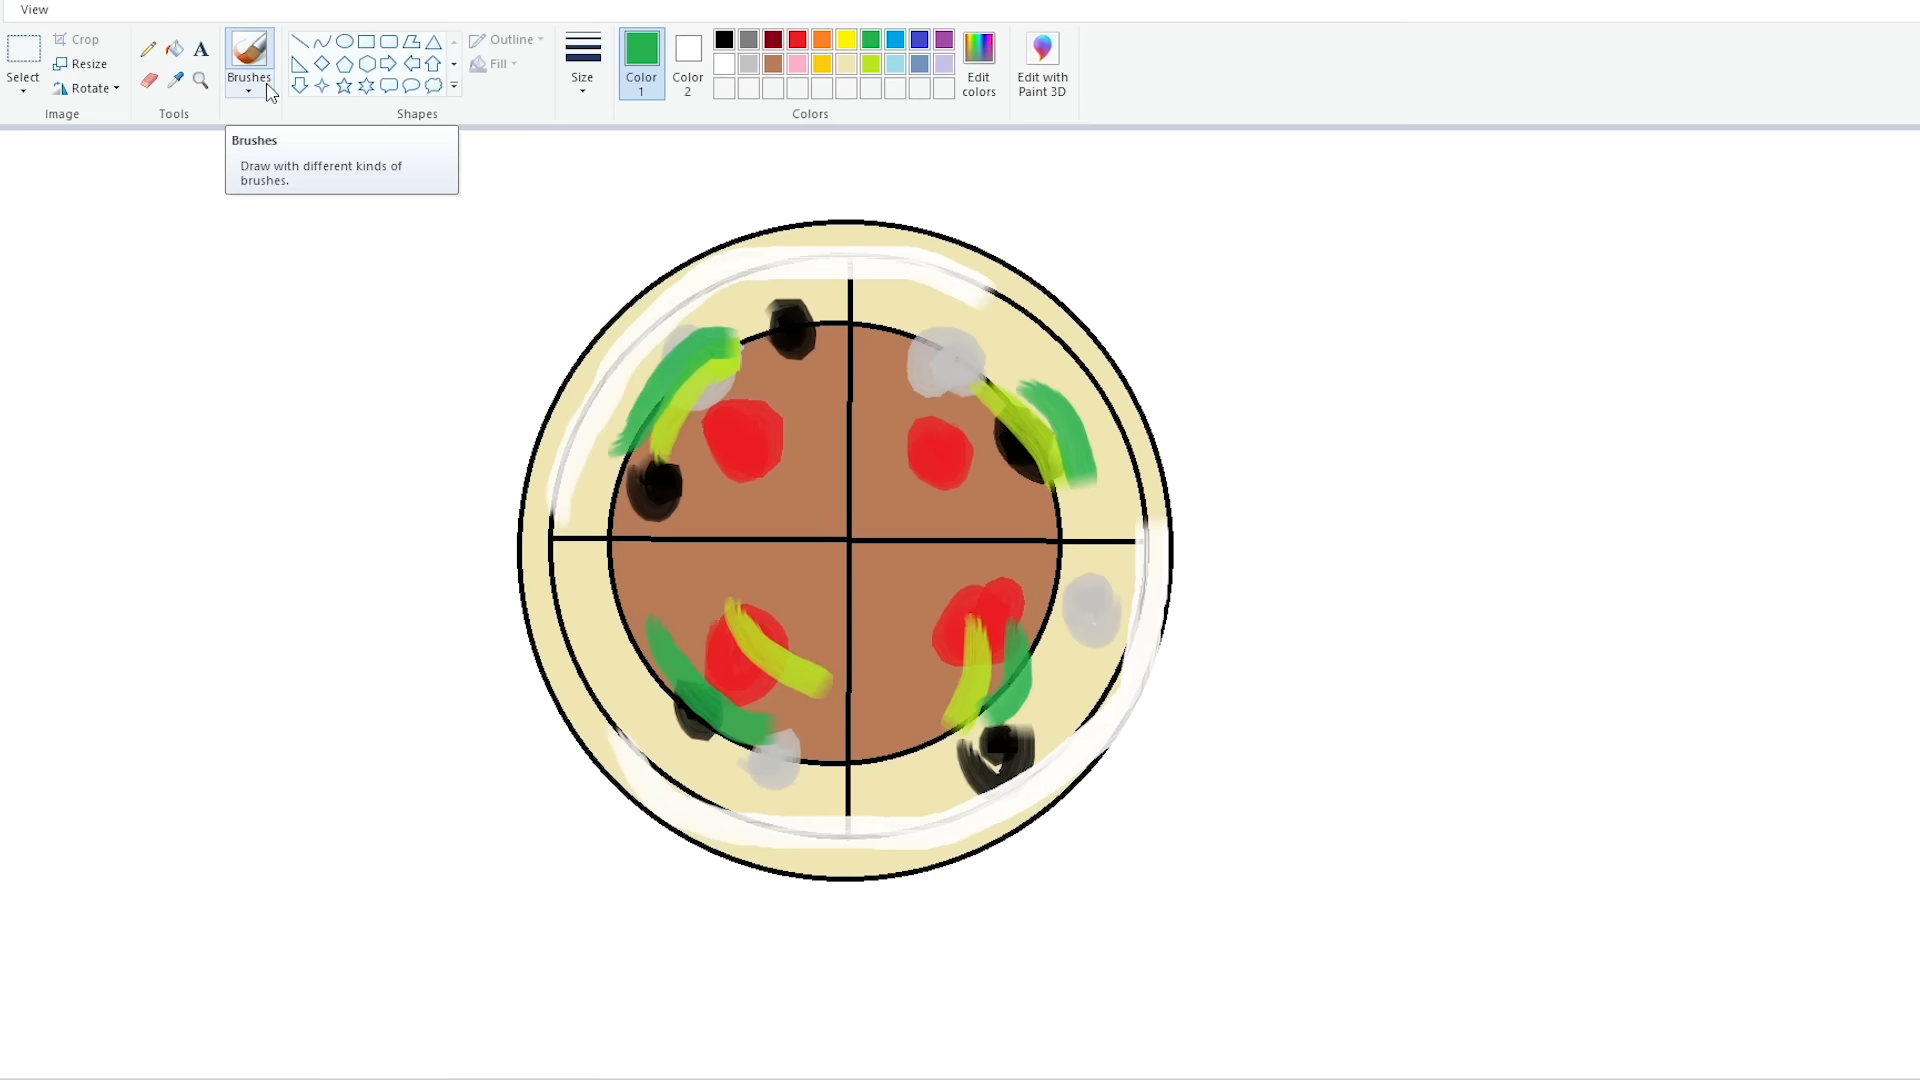 View
Crop
Resize
Rotate
Select
Image
A
Tools
Brushes
Outline
Fill
Shapes
Size
Color
1
Color
2
Edit
colors
Colors
Edit with
Paint 3D
Brushes
Draw with different kinds of
brushes.